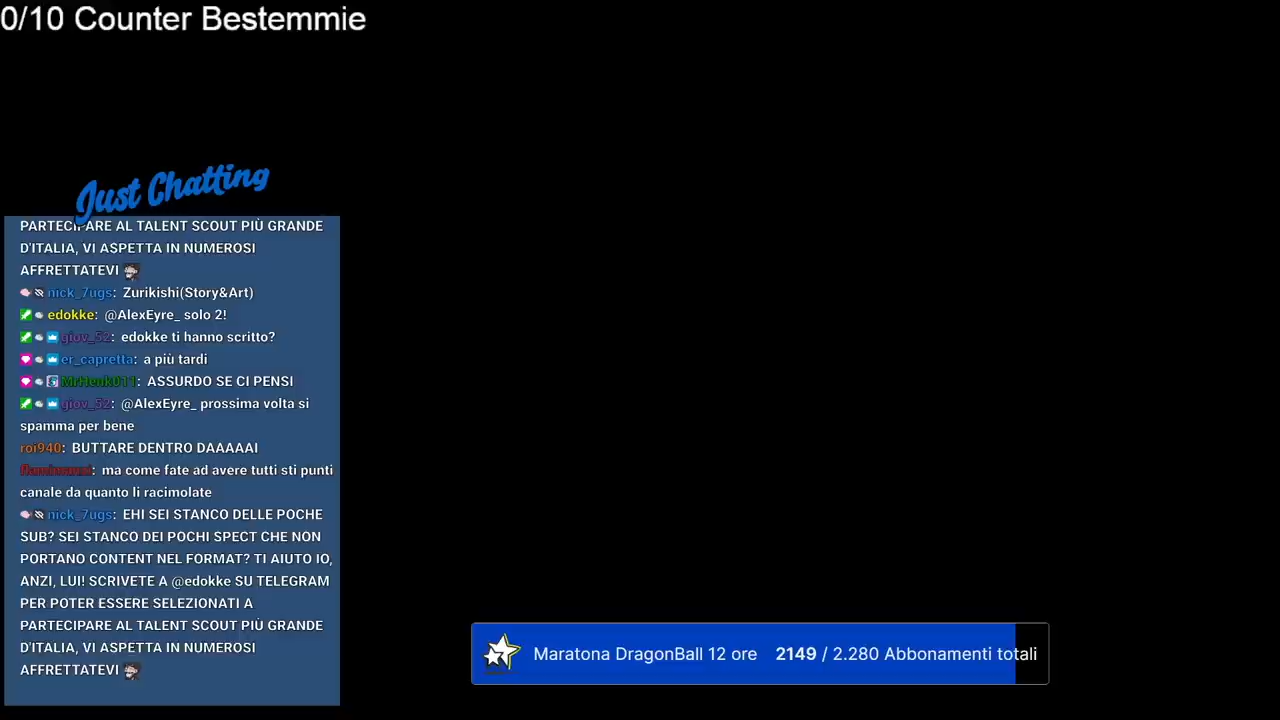 0/10 Counter Bestemmie
Just Chatting
PARTECIPARE AL TALENT SCOUT PIÙ GRANDE
D'ITALIA, VI ASPETTA IN NUMEROSI
AFFRETTATEVI
nick_7ugs: Zurikishi(Story&Art)
edokke: @AlexEyre_ solo 2!
giov_52: edokke ti hanno scritto?
er_capretta: a più tardi
MrHenk011: ASSURDO SE CI PENSI
giov_52: @AlexEyre_ prossima volta si
spamma per bene
roi940: BUTTARE DENTRO DAAAAAI
ma come fate ad avere tutti sti punti
canale da quanto li racimolate
nick_7ugs: EHI SEI STANCO DELLE POCHE
SUB? SEI STANCO DEI POCHI SPECT CHE NON
PORTANO CONTENT NEL FORMAT? TI AIUTO IO,
ANZI, LUI! SCRIVETE A @edokke SU TELEGRAM
PER POTER ESSERE SELEZIONATI A
PARTECIPARE AL TALENT SCOUT PIÙ GRANDE
D'ITALIA, VI ASPETTA IN NUMEROSI
AFFRETTATEVI
Maratona DragonBall 12 ore 2149 / 2.280 Abbonamenti totali